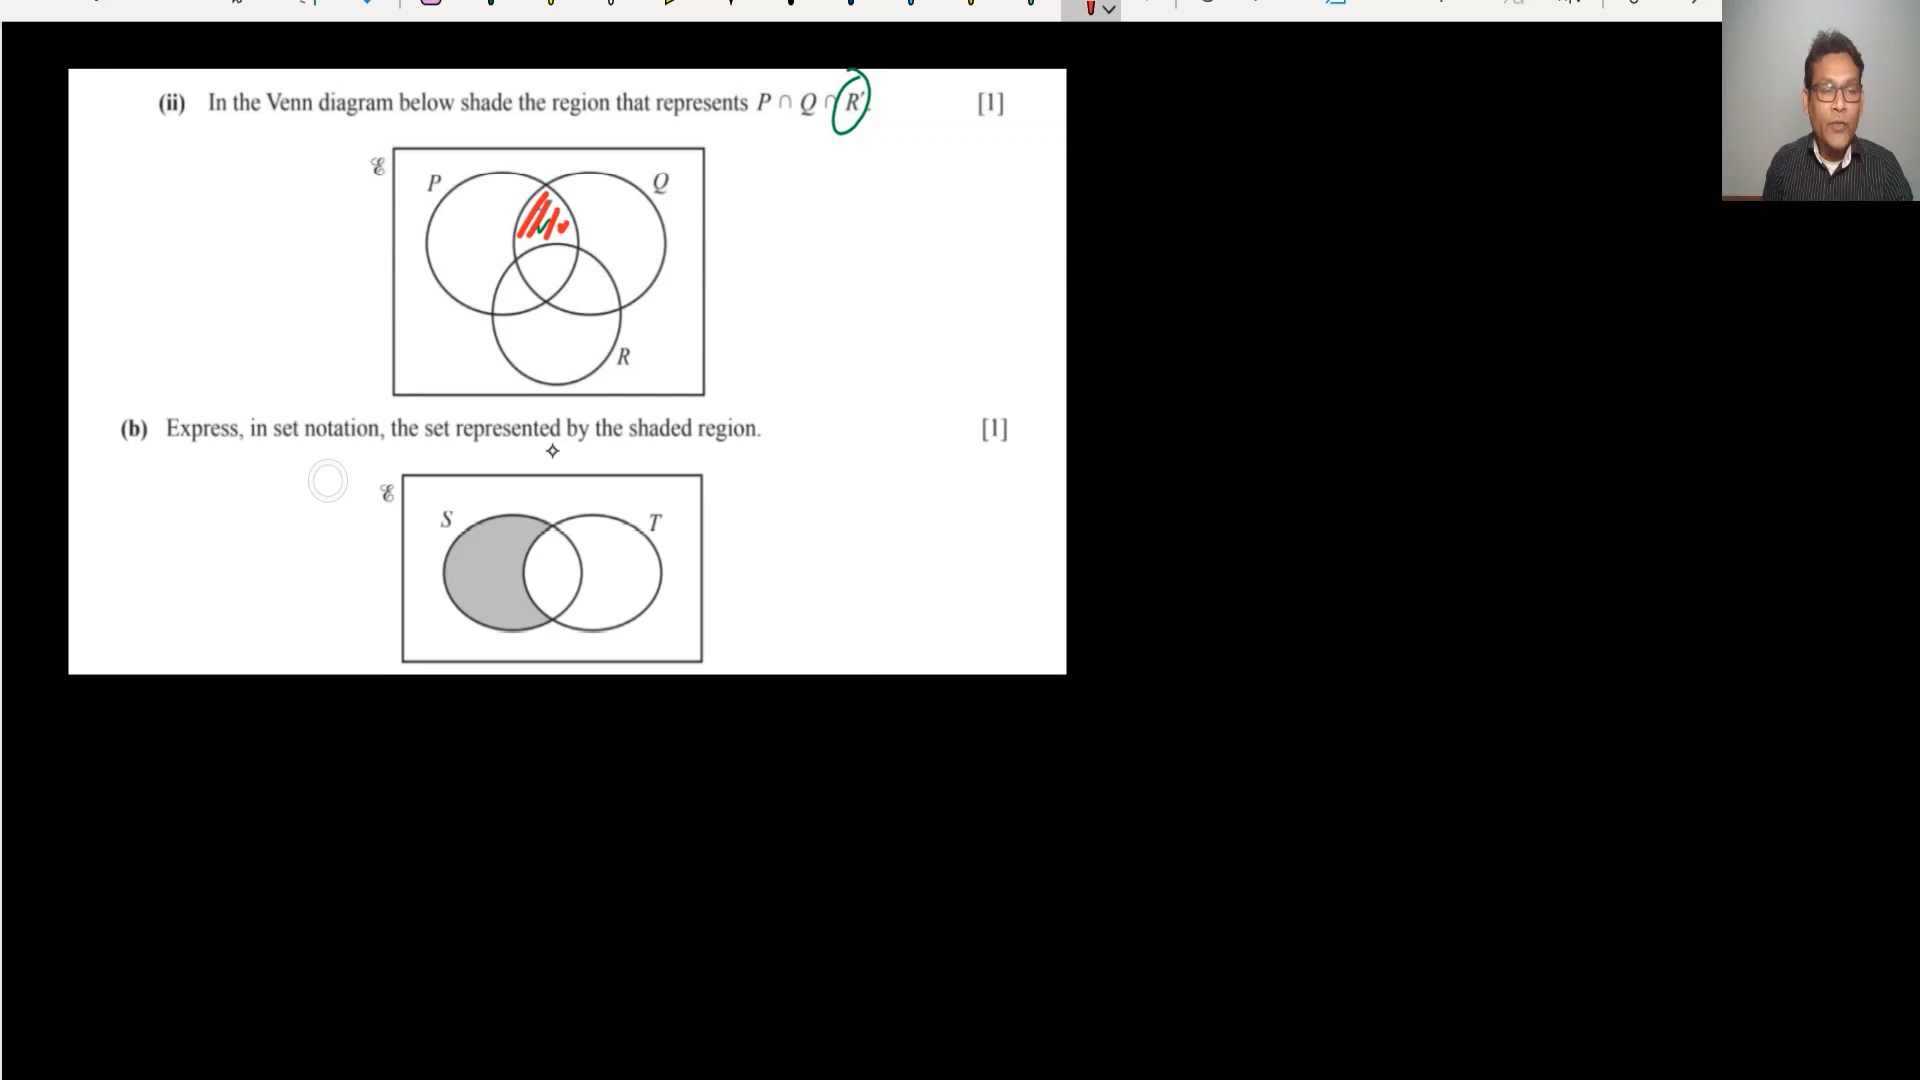 (ii) In the Venn diagram below shade the region that represents P ∩ Q ∩ R′. [1]
ℰ
P
Q
R
(b) Express, in set notation, the set represented by the shaded region. [1]
ℰ
S
T